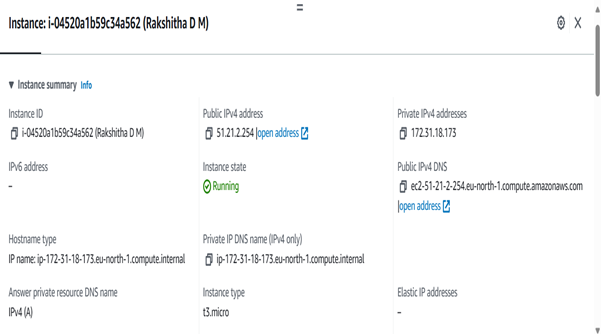 Instance: i-04520a1b59c34a562 (Rakshitha D M)
Instance summary Info
Instance ID
i-04520a1b59c34a562 (Rakshitha D M)
Public IPv4 address
51.21.2.254 |open address
Private IPv4 addresses
172.31.18.173
IPv6 address
–
Instance state
Running
Public IPv4 DNS
ec2-51-21-2-254.eu-north-1.compute.amazonaws.com
|open address
Hostname type
IP name: ip-172-31-18-173.eu-north-1.compute.internal
Private IP DNS name (IPv4 only)
ip-172-31-18-173.eu-north-1.compute.internal
Answer private resource DNS name
IPv4 (A)
Instance type
t3.micro
Elastic IP addresses
–